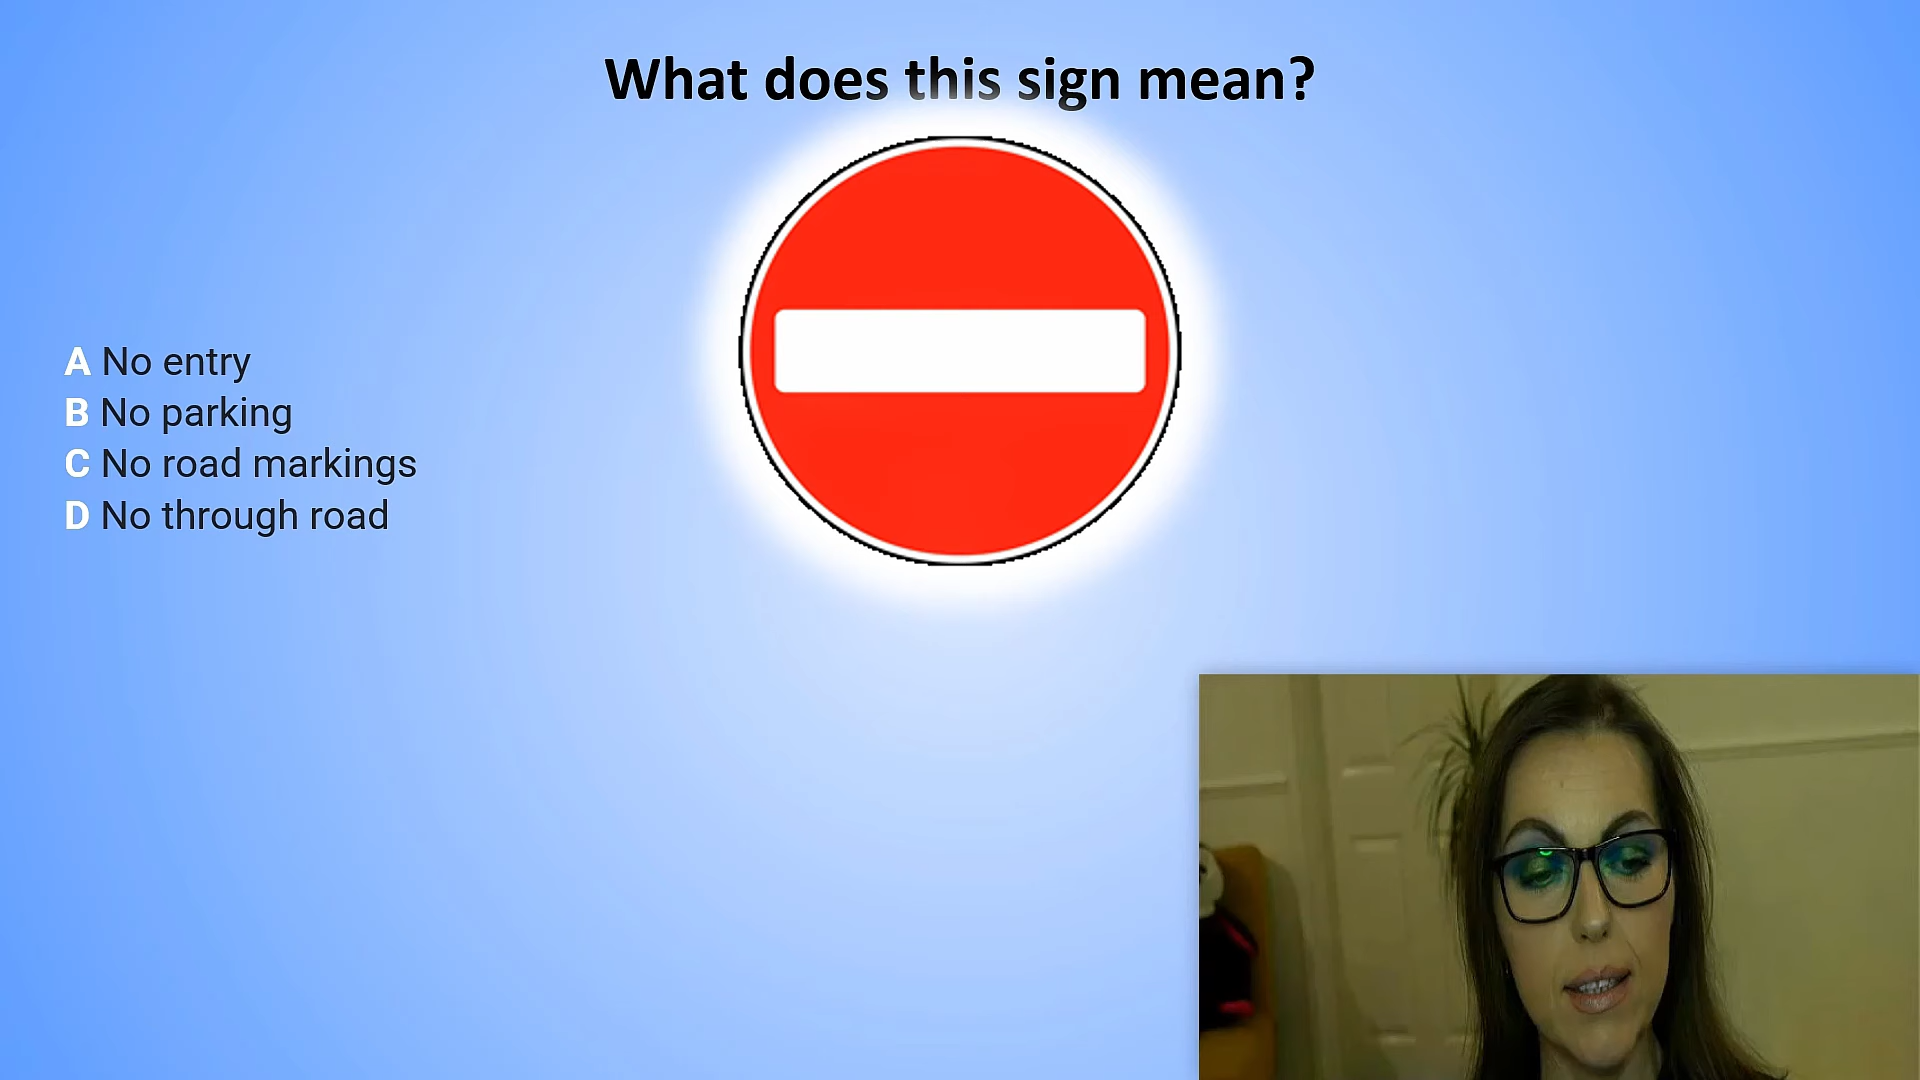 What does this sign mean?
A No entry
B No parking
C No road markings
D No through road